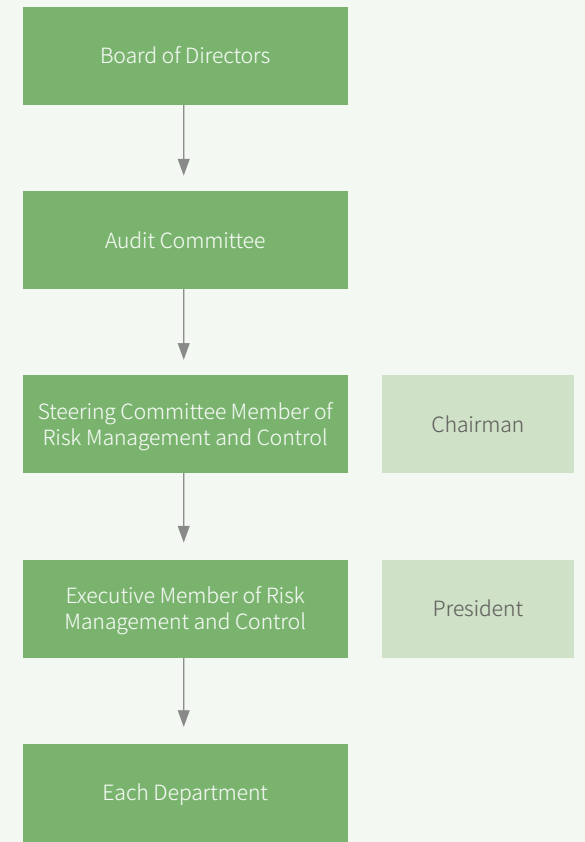 Board of Directors
Audit Committee
Steering Committee Member of
Risk Management and Control
Chairman
Executive Member of Risk
Management and Control
President
Each Department